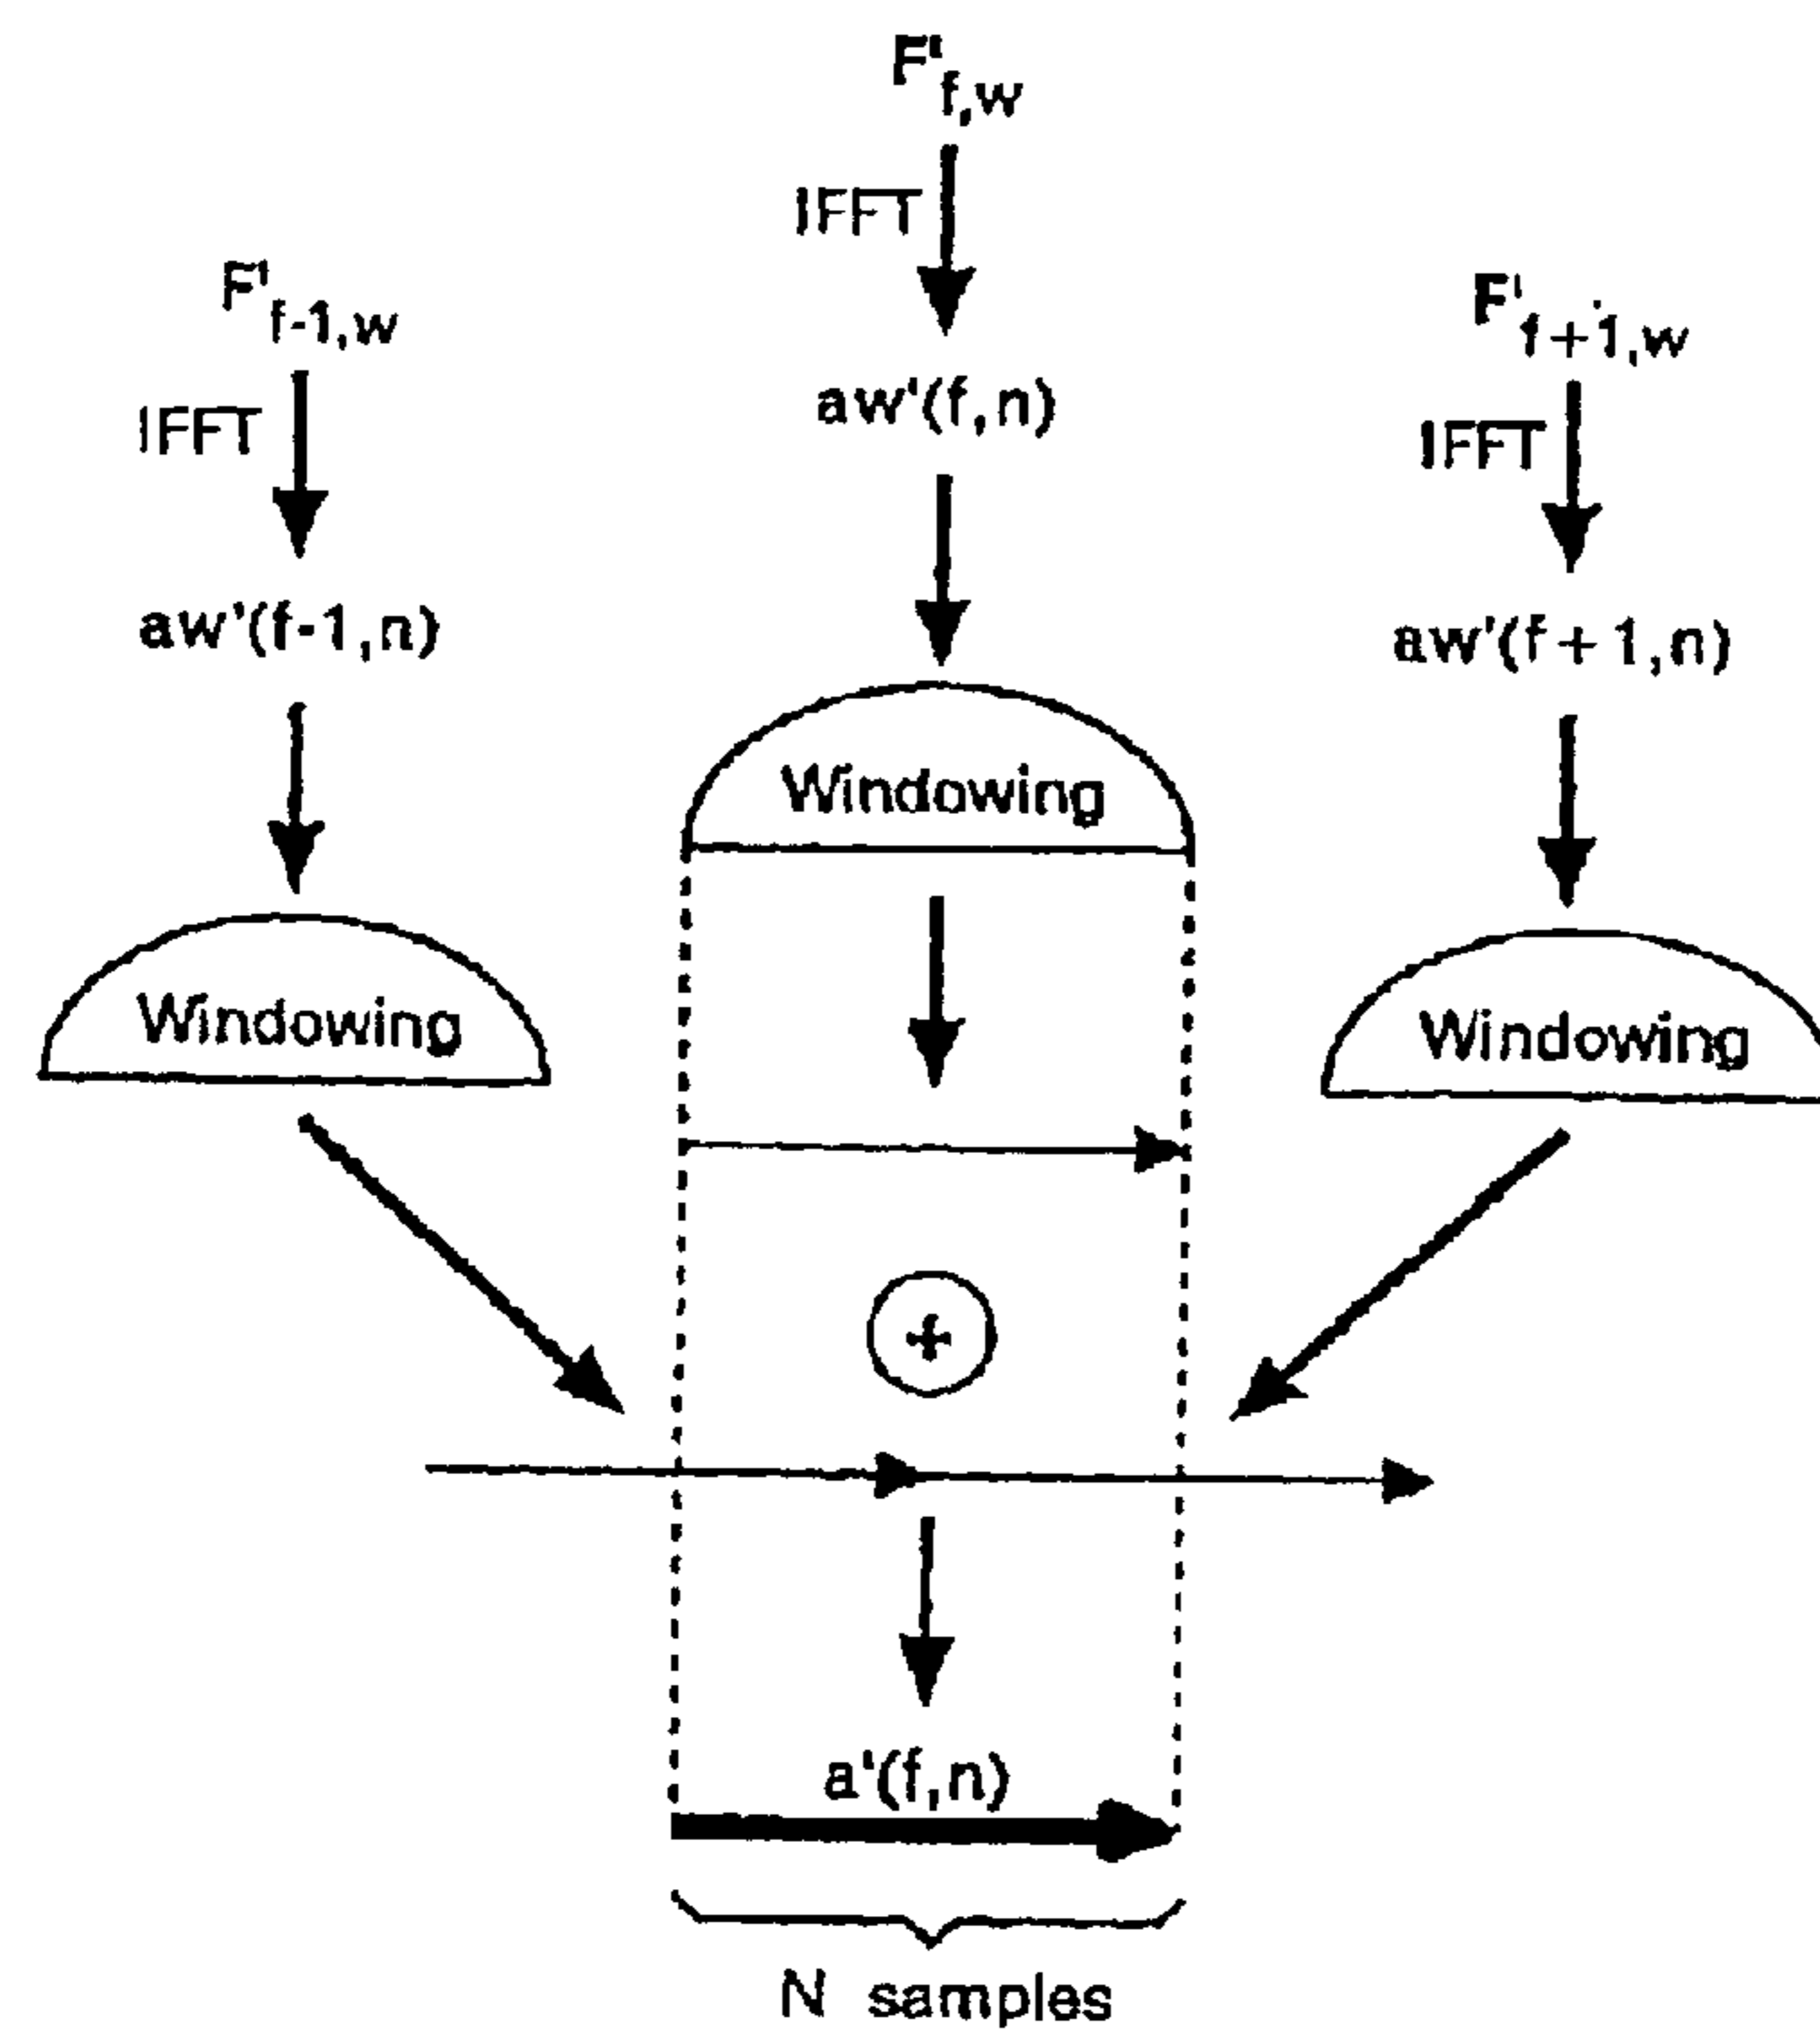 F'f,w
IFFT
F'f-1,w
F'f+1,w
aw'(f,n)
IFFT
IFFT
aw'(f-1,n)
aw'(f+1,n)
Windowing
Windowing
Windowing
+
a'(f,n)
N samples